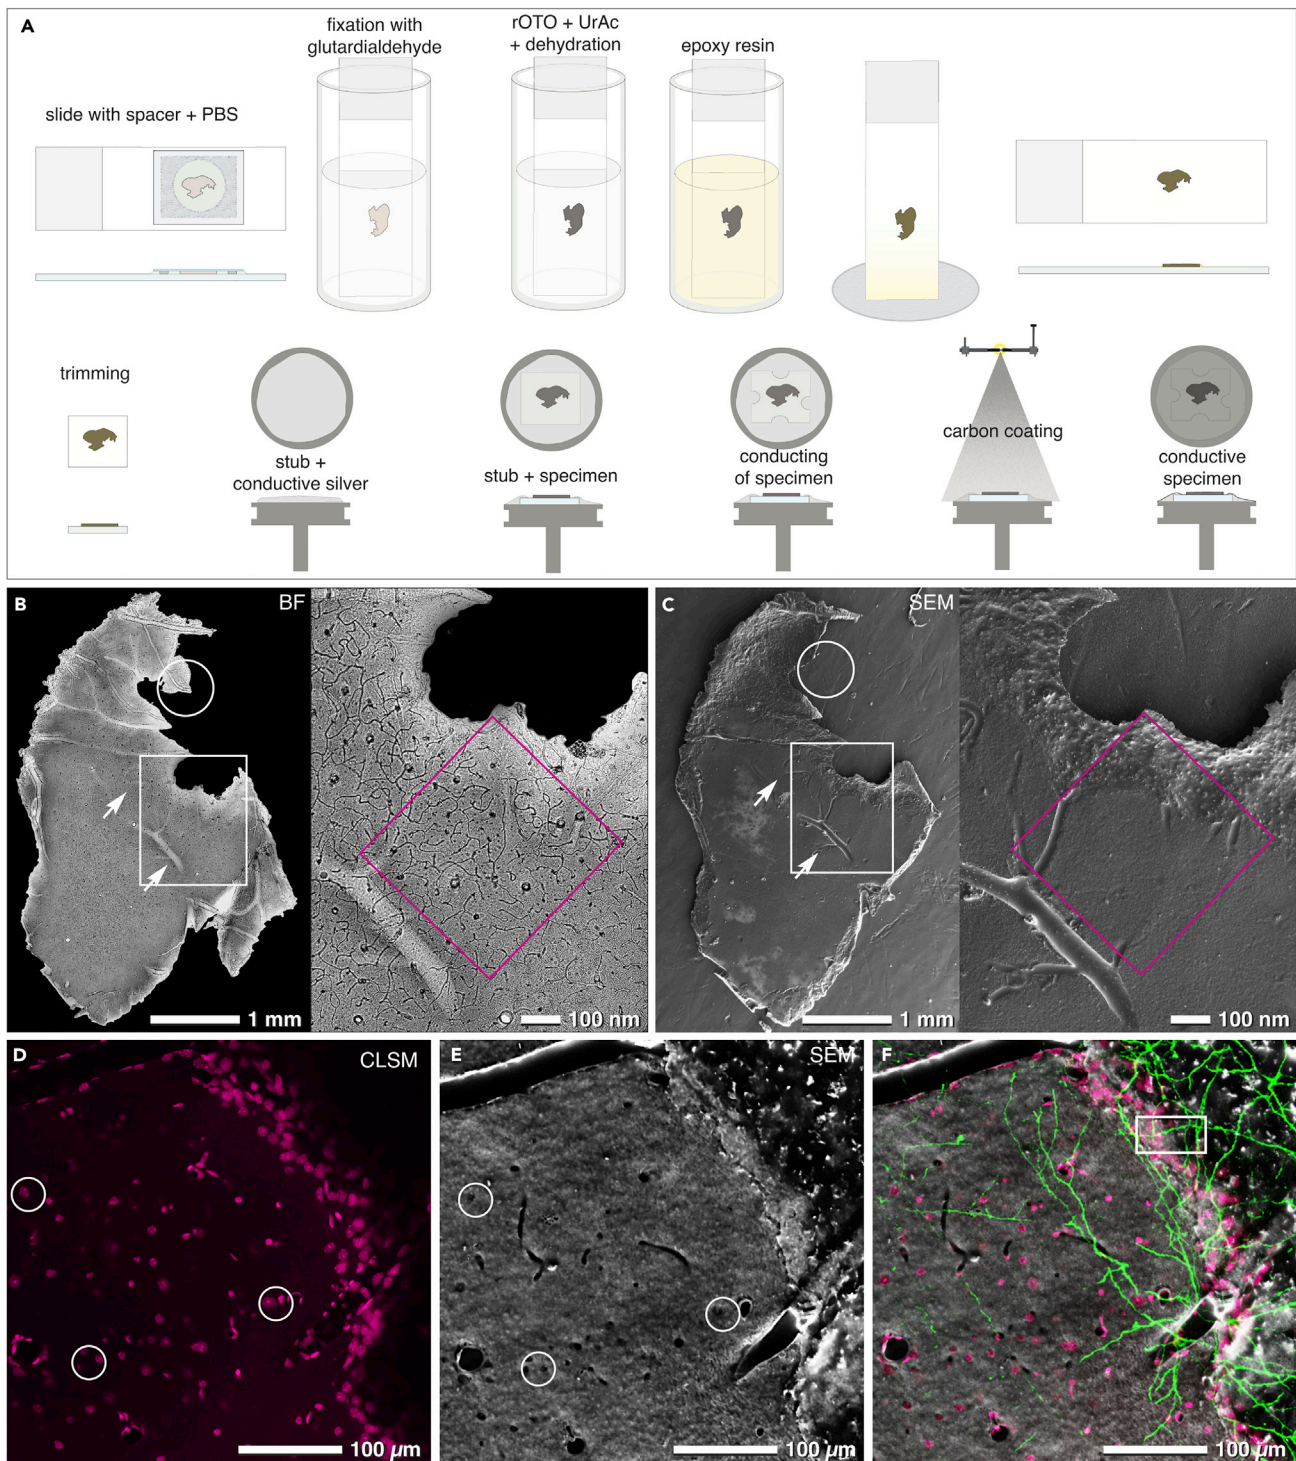 A
fixation with
glutardialdehyde
rOTO + UrAc
+ dehydration
epoxy resin
slide with spacer + PBS
trimming
stub +
conductive silver
stub + specimen
conducting
of specimen
carbon coating
conductive
specimen
B
BF
1 mm
100 nm
C
SEM
1 mm
100 nm
D
CLSM
100 µm
E
SEM
100 µm
F
100 µm